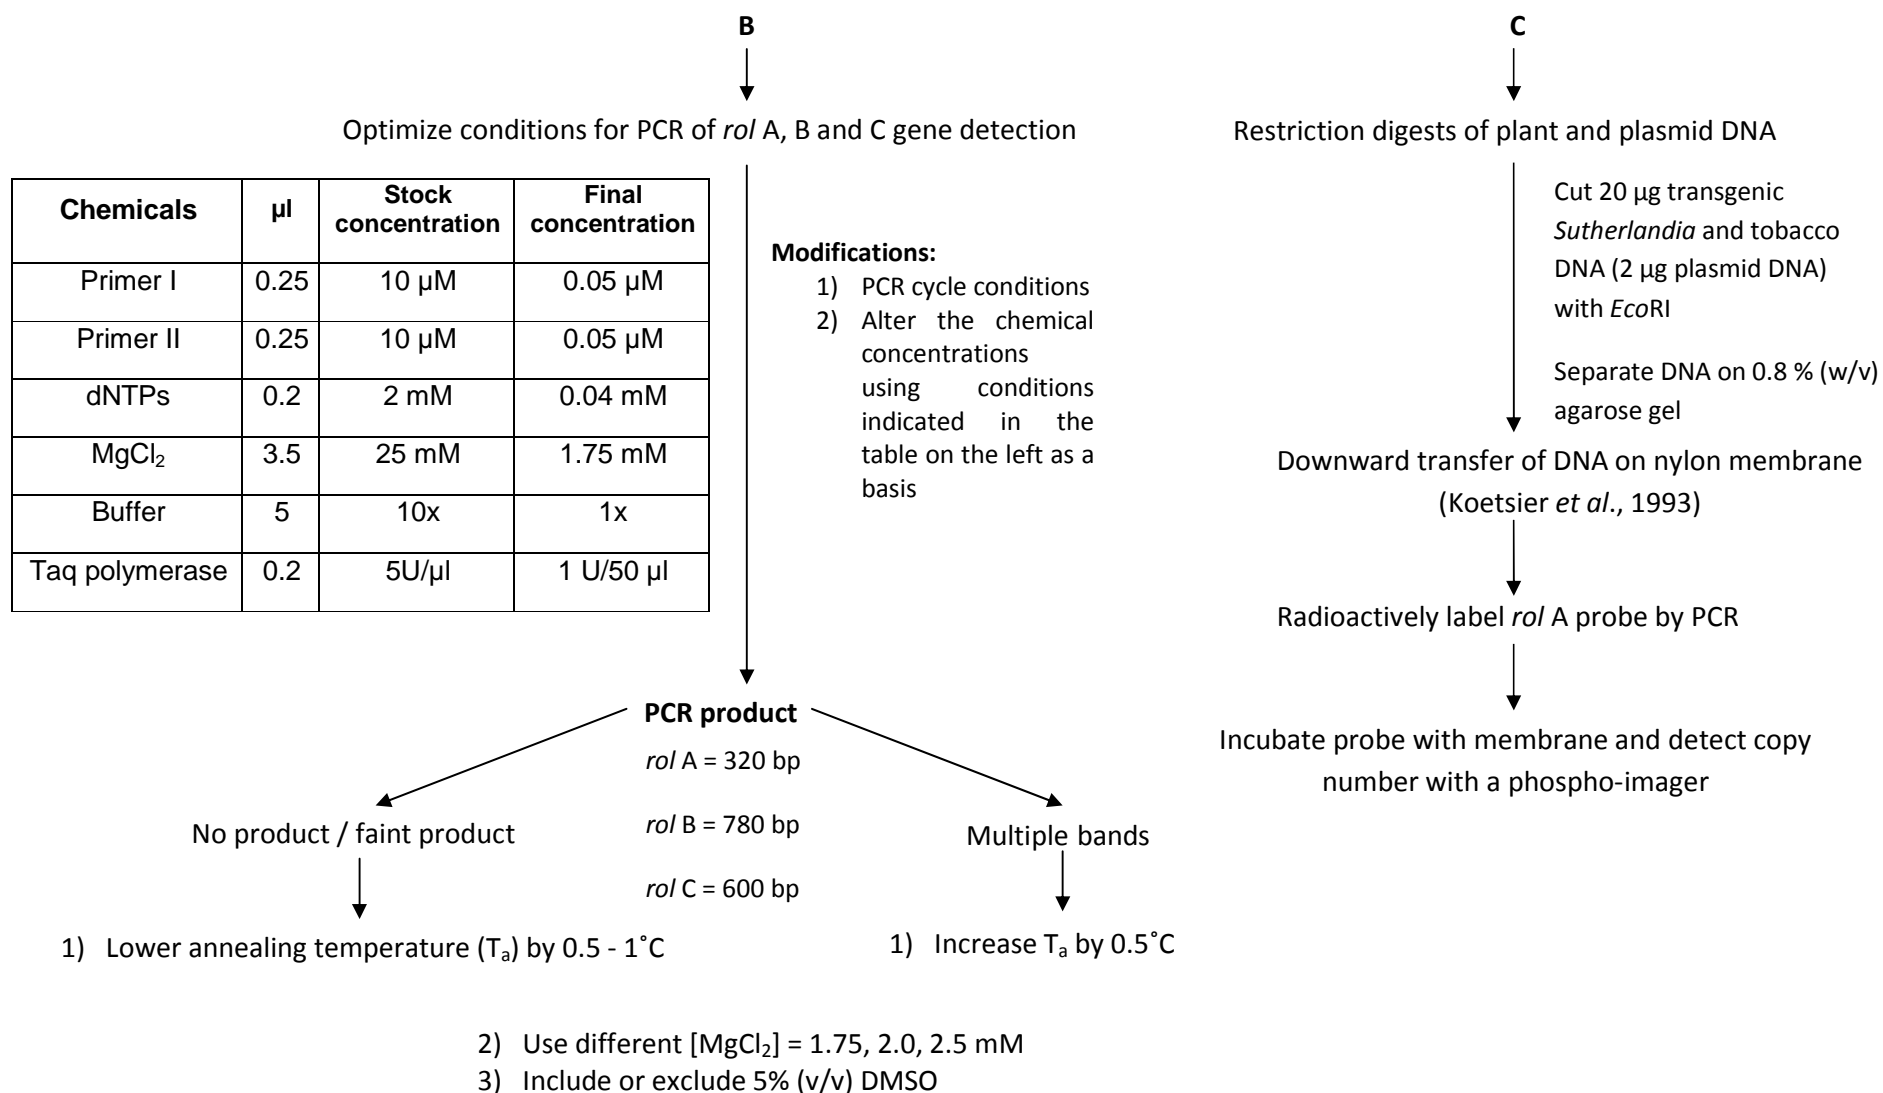 B
Optimize conditions for PCR of rol A, B and C gene detection
Chemicals µl Stock concentration Final concentration
Primer I 0.25 10 µM 0.05 µM
Primer II 0.25 10 µM 0.05 µM
dNTPs 0.2 2 mM 0.04 mM
MgCl₂ 3.5 25 mM 1.75 mM
Buffer 5 10x 1x
Taq polymerase 0.2 5U/µl 1 U/50 µl
Modifications:
1) PCR cycle conditions
2) Alter the chemical
concentrations
using conditions
indicated in the
table on the left as a
basis
PCR product
rol A = 320 bp
rol B = 780 bp
rol C = 600 bp
No product / faint product
1) Lower annealing temperature (Tₐ) by 0.5 - 1˚C
Multiple bands
1) Increase Tₐ by 0.5˚C
2) Use different [MgCl₂] = 1.75, 2.0, 2.5 mM
3) Include or exclude 5% (v/v) DMSO
C
Restriction digests of plant and plasmid DNA
Cut 20 µg transgenic
Sutherlandia and tobacco
DNA (2 µg plasmid DNA)
with EcoRI
Separate DNA on 0.8 % (w/v)
agarose gel
Downward transfer of DNA on nylon membrane
(Koetsier et al., 1993)
Radioactively label rol A probe by PCR
Incubate probe with membrane and detect copy
number with a phospho-imager